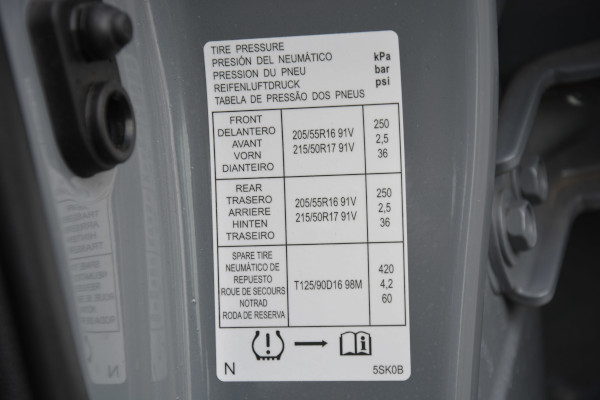 TIRE PRESSURE
PRESIÓN DEL NEUMÁTICO
PRESSION DU PNEU
REIFENLUFTDRUCK
TABELA DE PRESSÃO DOS PNEUS
kPa
bar
psi
FRONT
DELANTERO
AVANT
VORN
DIANTEIRO
205/55R16 91V
215/50R17 91V
250
2,5
36
REAR
TRASERO
ARRIERE
HINTEN
TRASEIRO
205/55R16 91V
215/50R17 91V
250
2,5
36
SPARE TIRE
NEUMÁTICO DE
REPUESTO
ROUE DE SECOURS
NOTRAD
RODA DE RESERVA
T125/90D16 98M
420
4,2
60
N
5SK0B